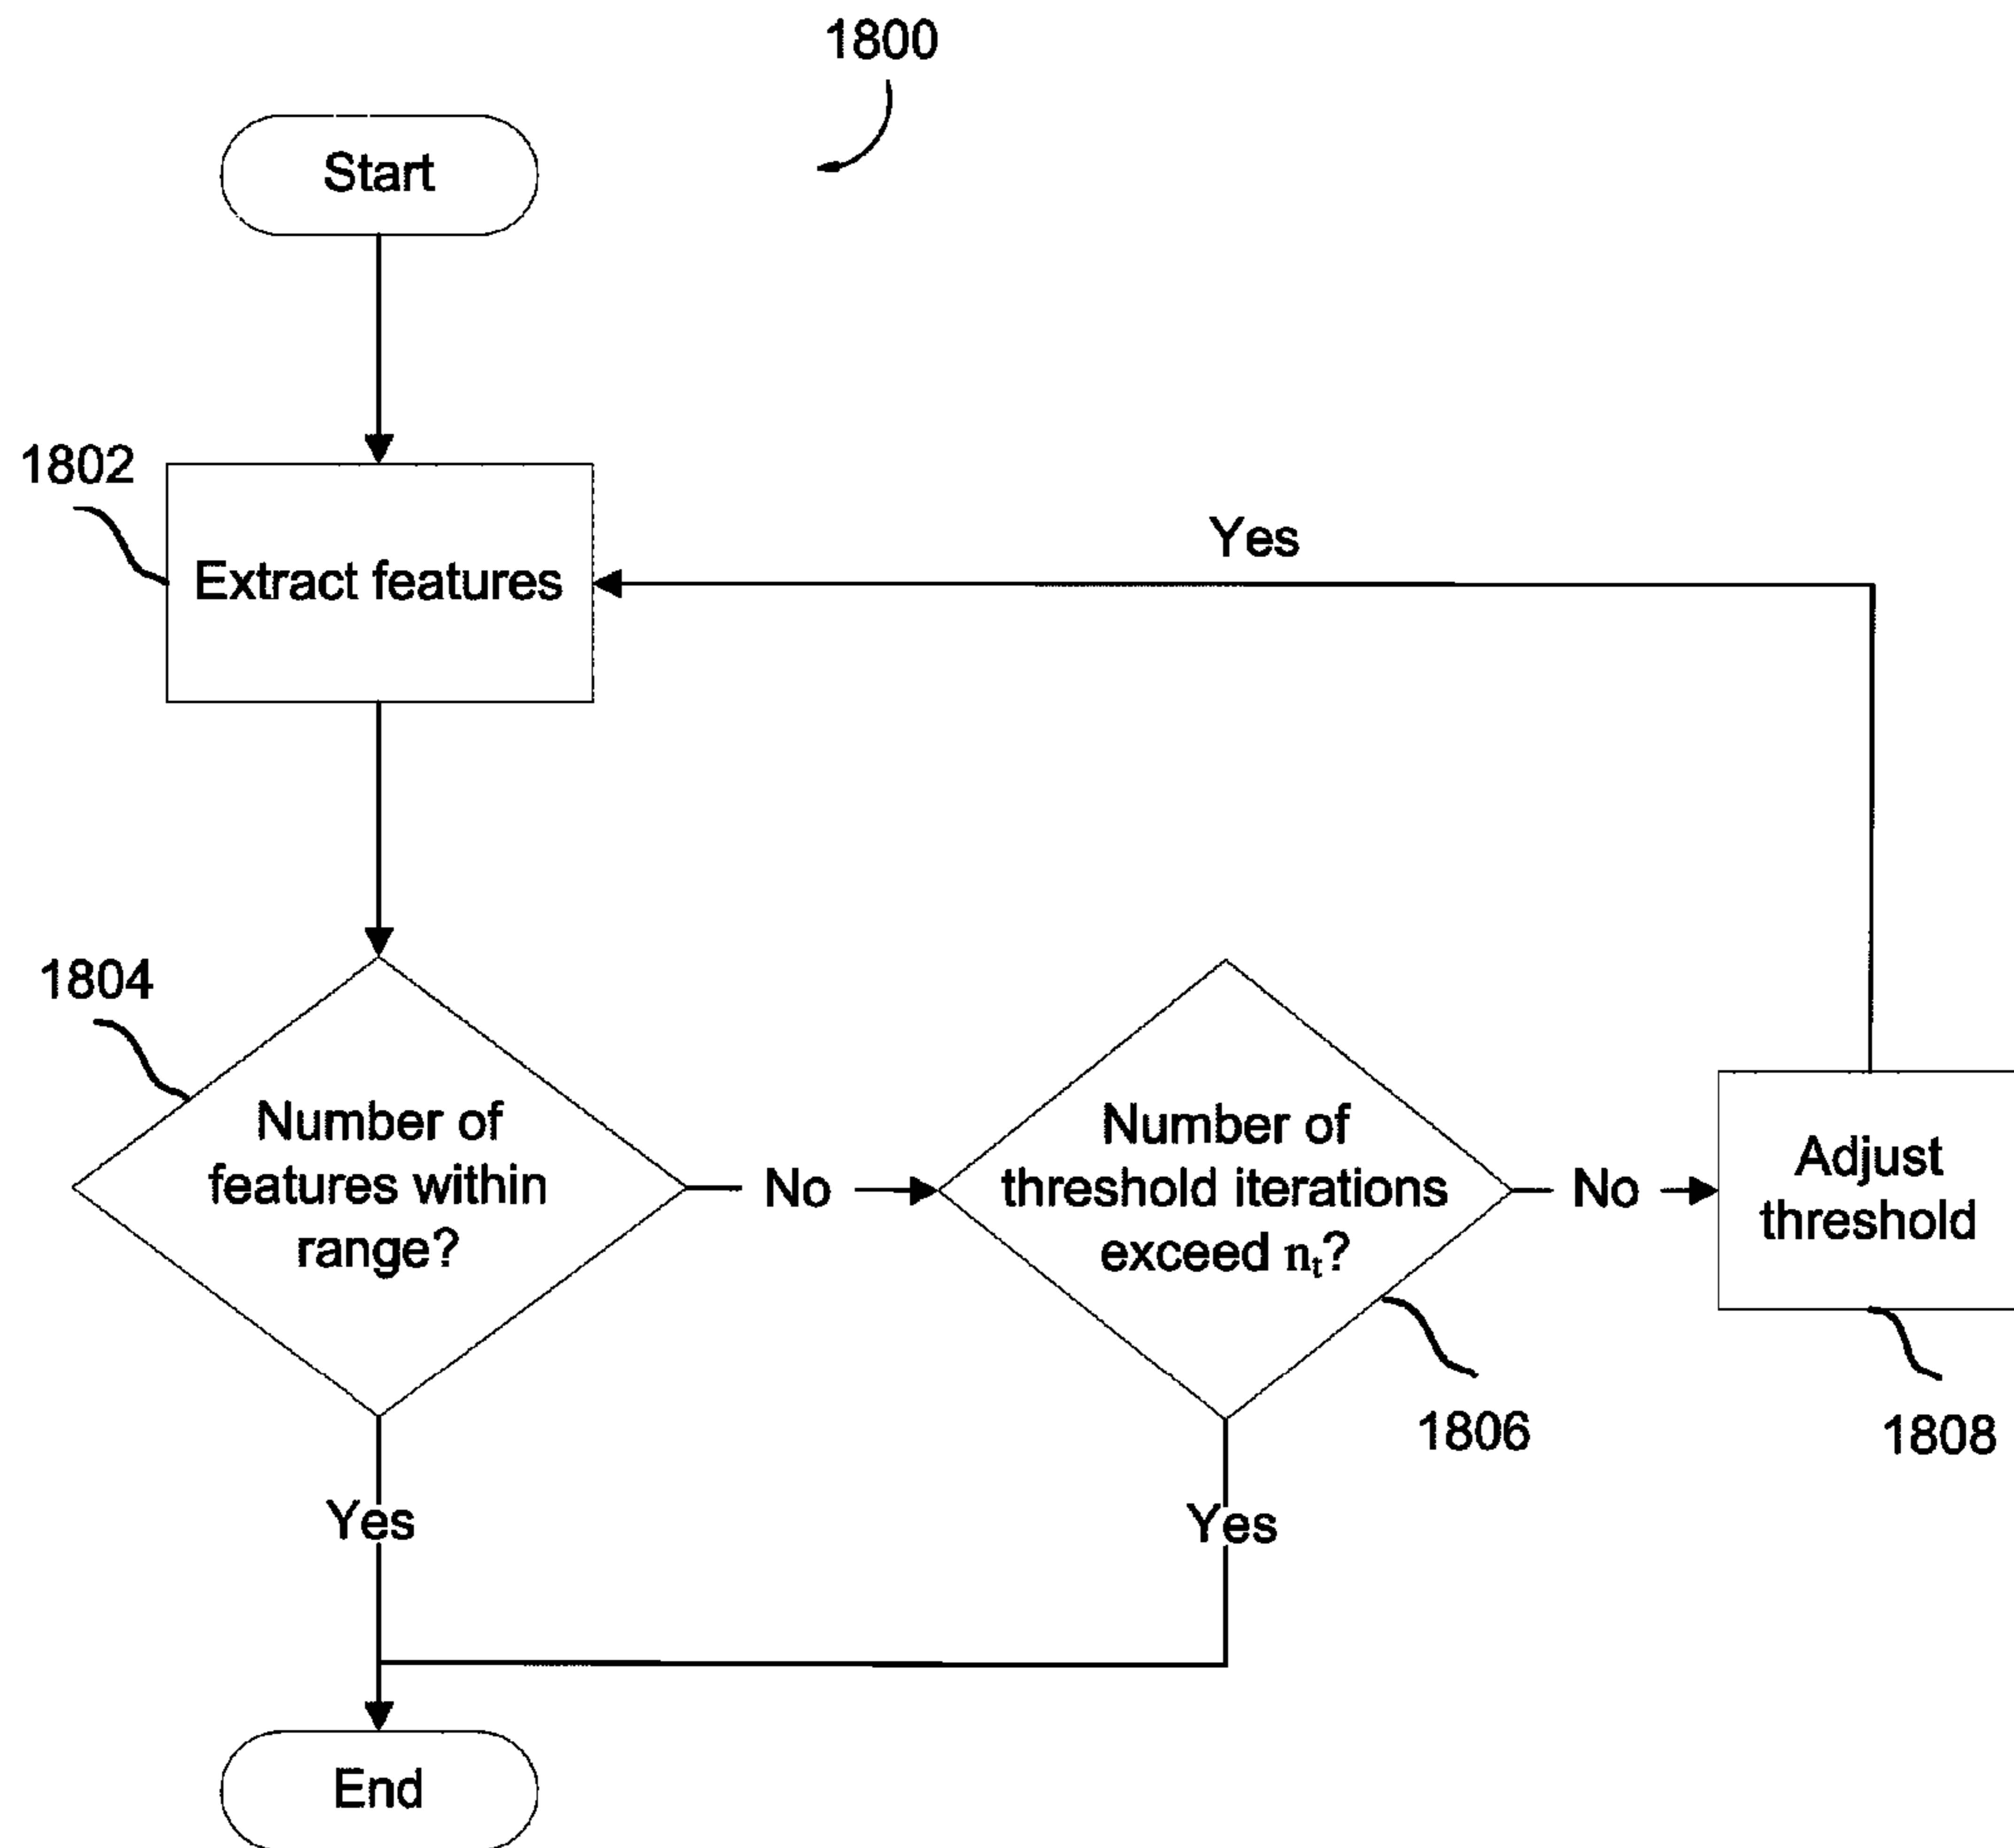 1800
Start
1802
Extract features
Yes
1804
Number of
features within
range?
No
Number of
threshold iterations
exceed nₜ?
No
Adjust
threshold
1806
1808
Yes
Yes
End